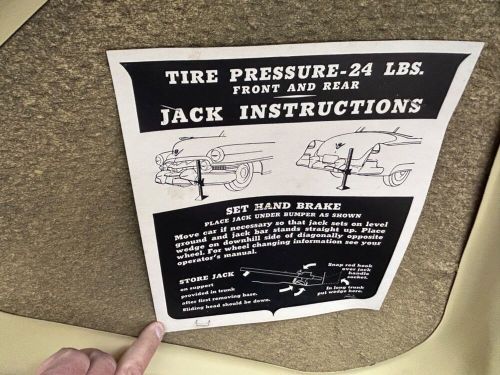 TIRE PRESSURE-24 LBS.
FRONT AND REAR
JACK INSTRUCTIONS
SET HAND BRAKE
PLACE JACK UNDER BUMPER AS SHOWN
Move car if necessary so that jack sets on level
ground and jack bar stands straight up. Place
wedge on downhill side of diagonally opposite
wheel. For wheel changing information see your
operator's manual.
STORE JACK
on support
provided in trunk
after first removing base.
Sliding head should be down.
Snap rod hook
over jack
handle
socket.
In long trunk
put wedge here.